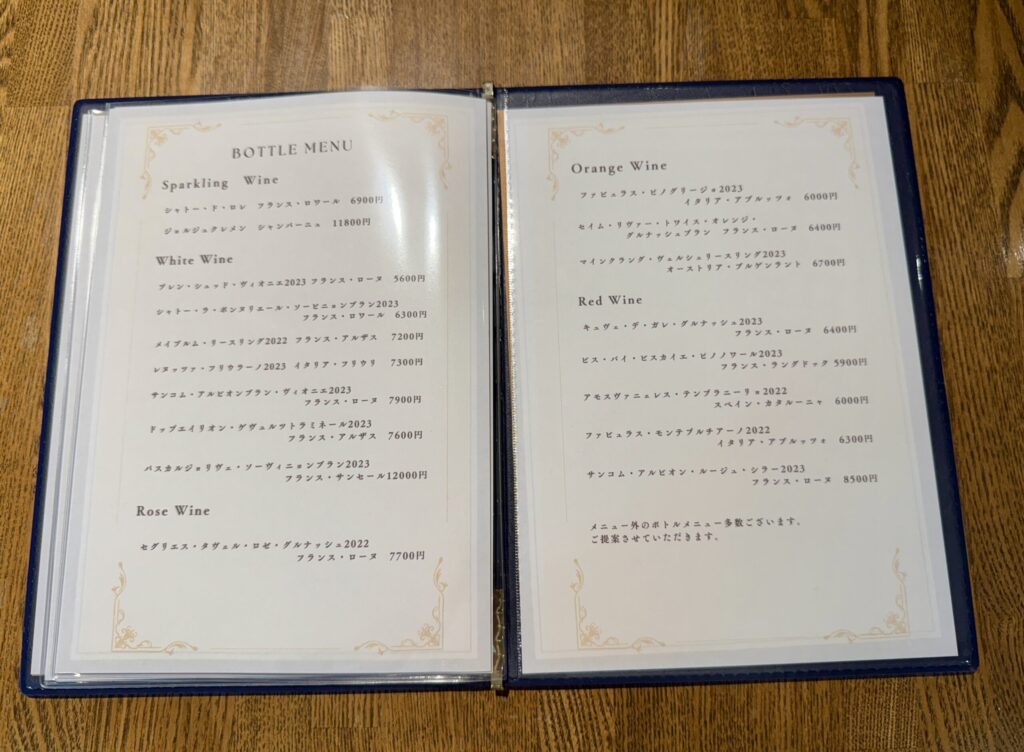 BOTTLE MENU
Sparkling Wine
シャトー・ド・ロレ フランス・ロワール 6900円
ジョルジュクレメン シャンパーニュ 11800円
White Wine
ブレン・シュッド・ヴィオニエ2023 フランス・ローヌ 5600円
シャトー・ラ・ボンヌリエール・ソービニョンブラン2023
フランス・ロワール 6300円
メイブルム・リースリング2022 フランス・アルザス 7200円
レヌッツァ・フリウラーノ2023 イタリア・フリウリ 7300円
サンコム・アルビオンブラン・ヴィオニエ2023
フランス・ローヌ 7900円
ドップエイリオン・ゲヴェルツトラミネール2023
フランス・アルザス 7600円
パスカルジョリヴェ・ソーヴィニョンブラン2023
フランス・サンセール12000円
Rose Wine
セグリエス・タヴェル・ロゼ・グルナッシュ2022
フランス・ローヌ 7700円
Orange Wine
ファビュラス・ピノグリージョ2023
イタリア・アブルッツォ 6000円
セイム・リヴァー・トワイス・オレンジ・
グルナッシュブラン フランス・ローヌ 6400円
マインクラング・ヴェルシュリースリング2023
オーストリア・ブルゲンラント 6700円
Red Wine
キュヴェ・デ・ガレ・グルナッシュ2023
フランス・ローヌ 6400円
ビス・バイ・ビスカイエ・ピノノワール2023
フランス・ラングドック 5900円
アモスヴァニェレス・テンプラニーリョ2022
スペイン・カタルーニャ 6000円
ファビュラス・モンテプルチアーノ2022
イタリア・アブルッツォ 6300円
サンコム・アルビオン・ルージュ・シラー2023
フランス・ローヌ 8500円
メニュー外のボトルメニュー多数ございます。
ご提案させていただきます。